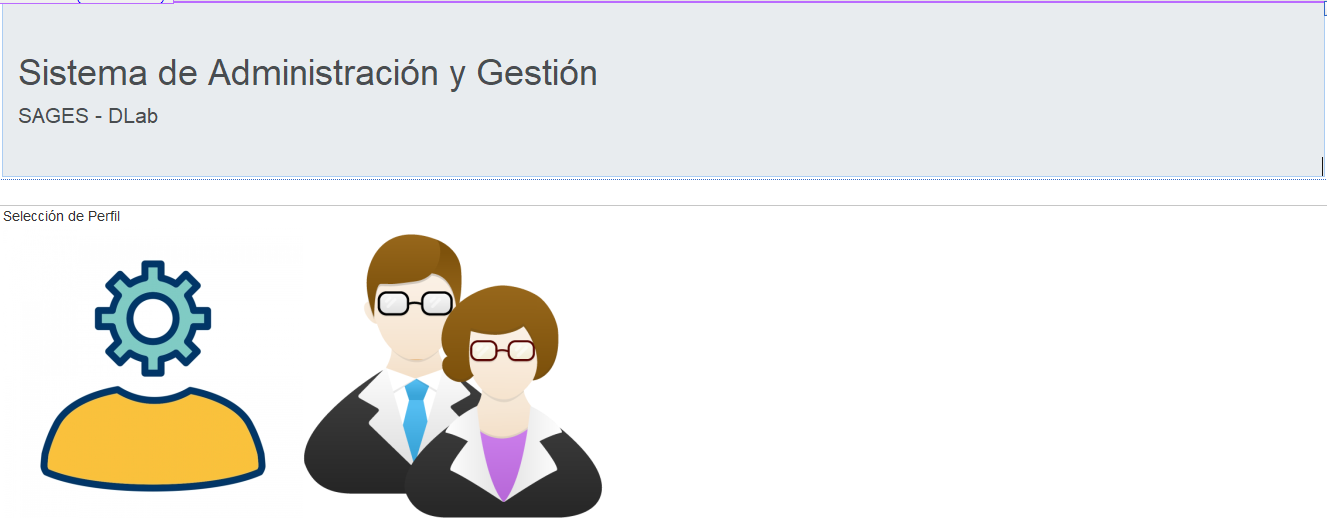 Sistema de Administración y Gestión
SAGES - DLab
Selección de Perfil